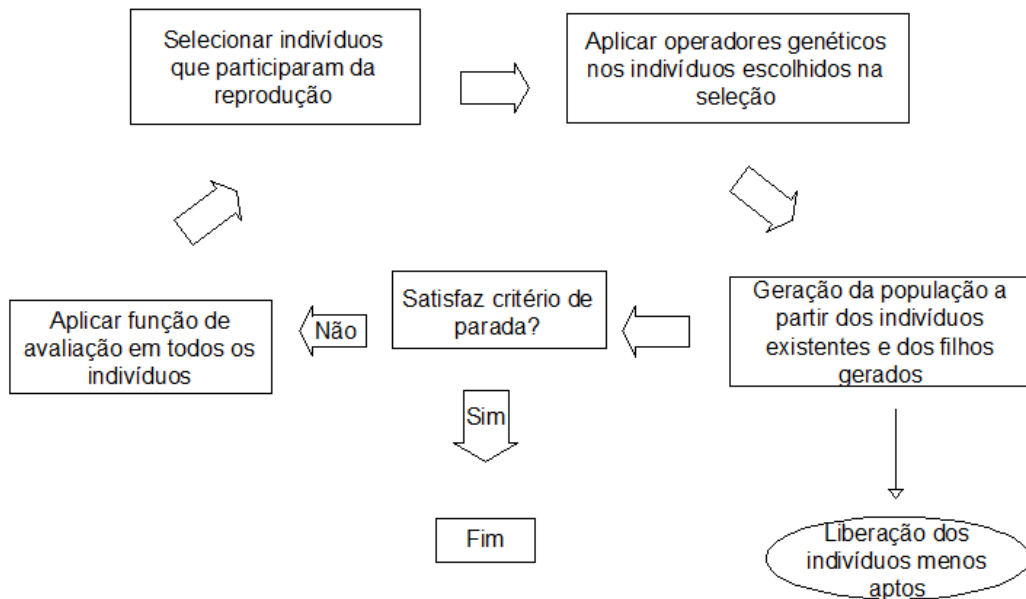 Selecionar indivíduos
que participaram da
reprodução
Aplicar operadores genéticos
nos indivíduos escolhidos na
seleção
Geração da população a
partir dos indivíduos
existentes e dos filhos
gerados
Satisfaz critério de
parada?
Não
Aplicar função de
avaliação em todos os
indivíduos
Sim
Fim
Liberação dos
indivíduos menos
aptos